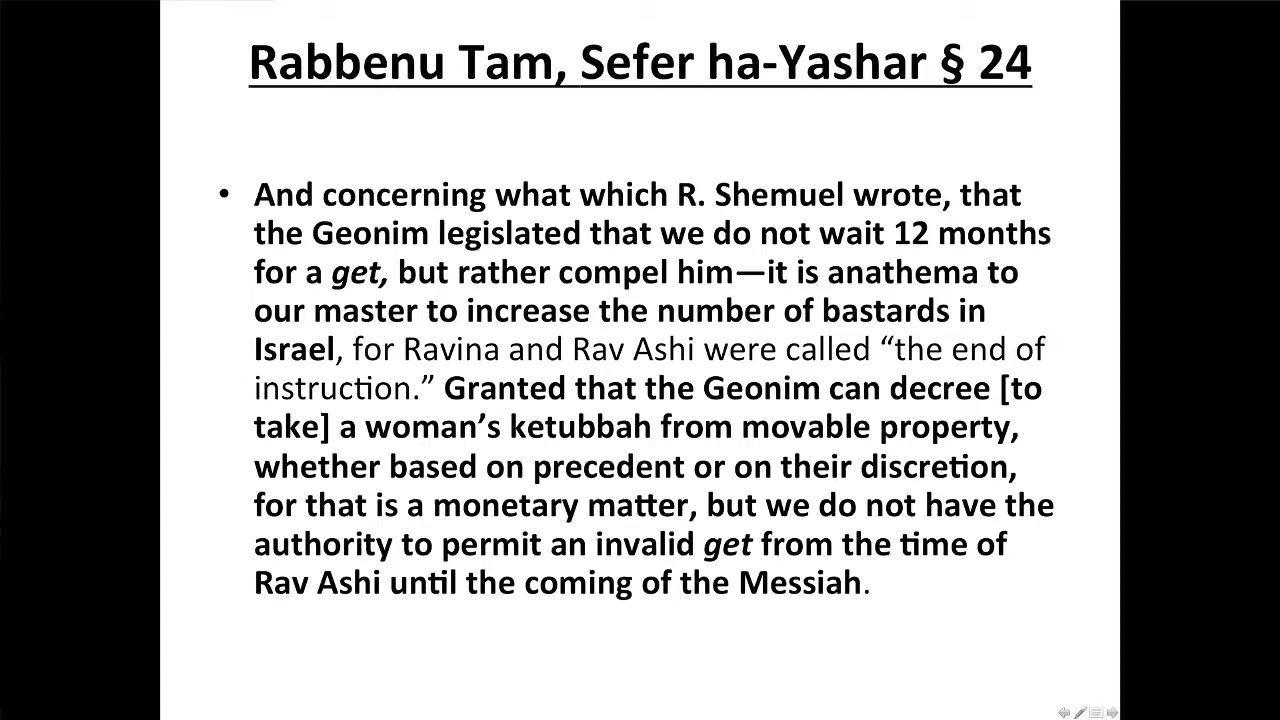 Rabbenu Tam, Sefer ha-Yashar § 24
• And concerning what which R. Shemuel wrote, that
the Geonim legislated that we do not wait 12 months
for a get, but rather compel him—it is anathema to
our master to increase the number of bastards in
Israel, for Ravina and Rav Ashi were called “the end of
instruction.” Granted that the Geonim can decree [to
take] a woman’s ketubbah from movable property,
whether based on precedent or on their discretion,
for that is a monetary matter, but we do not have the
authority to permit an invalid get from the time of
Rav Ashi until the coming of the Messiah.